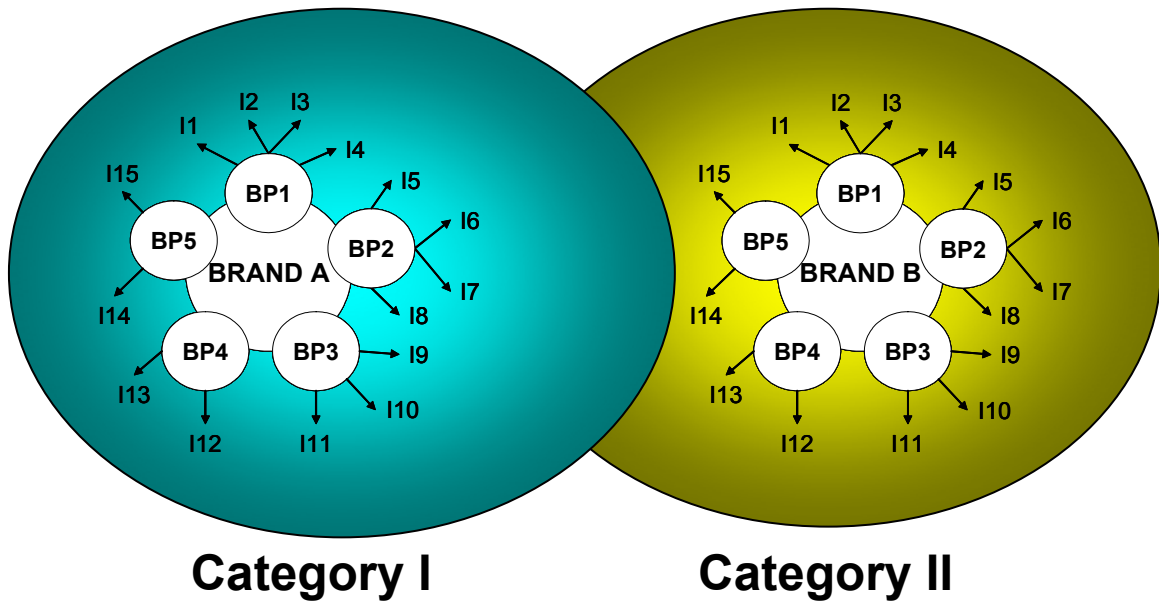 I2 I3
I1
I4
I15
I5
BP1
I6
BP5
BP2
BRAND A
I7
I14
I8
BP4
BP3
I9
I13
I10
I12
I11
I2 I3
I1
I4
I15
I5
BP1
I6
BP5
BP2
BRAND B
I7
I14
I8
BP4
BP3
I9
I13
I10
I12
I11
Category I
Category II